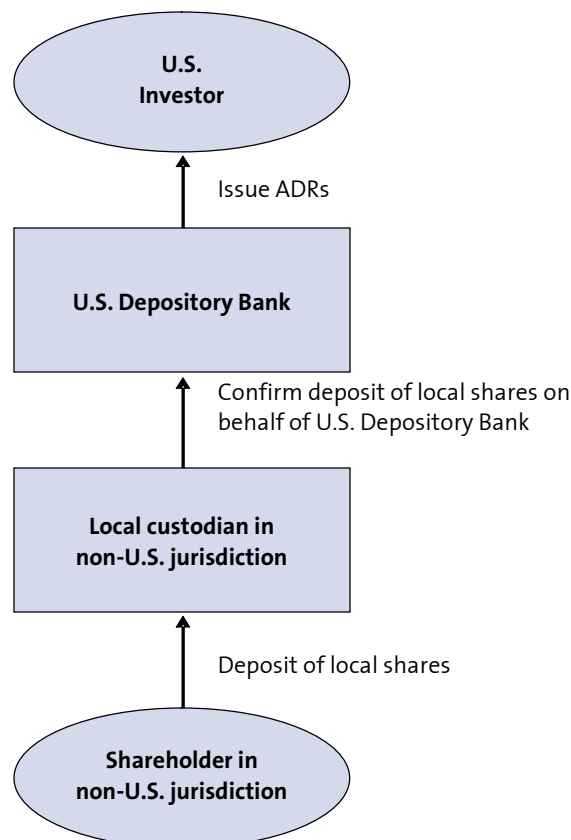 U.S.
Investor
Issue ADRs
U.S. Depository Bank
Confirm deposit of local shares on
behalf of U.S. Depository Bank
Local custodian in
non-U.S. jurisdiction
Deposit of local shares
Shareholder in
non-U.S. jurisdiction